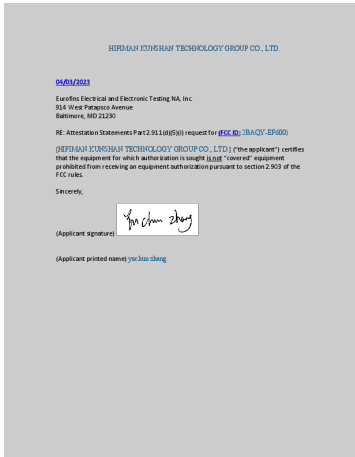 HIFIMAN KUNSHAN TECHNOLOGY GROUP CO., LTD.
04/03/2023
Eurofins Electrical and Electronic Testing NA, Inc.
914 West Patapsco Avenue
Baltimore, MD 21230
RE: Attestation Statements Part 2.911(d)(5)(i) request for (FCC ID: 2BAQY-EF600)
[HIFIMAN KUNSHAN TECHNOLOGY GROUP CO., LTD.] ("the applicant") certifies
that the equipment for which authorization is sought is not "covered" equipment
prohibited from receiving an equipment authorization pursuant to section 2.903 of the
FCC rules.
Sincerely,
Yu chun zhang
(Applicant signature)
(Applicant printed name) yuchun zhang